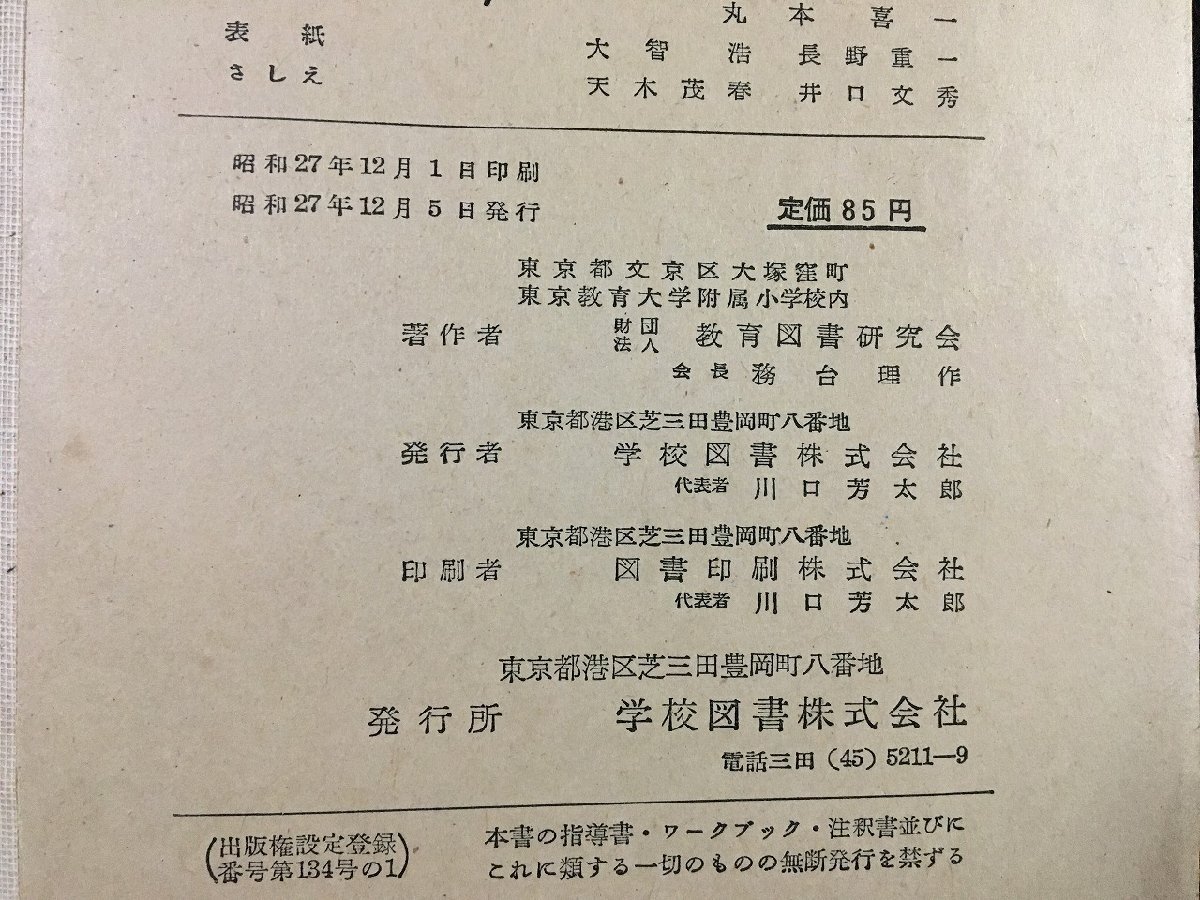 丸本喜一
表紙 大智浩 長野重一
さしえ 天木茂春 井口文秀
昭和27年12月1日印刷
昭和27年12月5日発行
定価85円
東京都文京区大塚窪町
東京教育大学附属小学校内
著作者 財団法人 教育図書研究会
会長 務台理作
東京都港区芝三田豊岡町八番地
発行者 学校図書株式会社
代表者 川口芳太郎
東京都港区芝三田豊岡町八番地
印刷者 図書印刷株式会社
代表者 川口芳太郎
東京都港区芝三田豊岡町八番地
発行所 学校図書株式会社
電話三田(45)5211—9
(出版権設定登録
番号第134号の1)
本書の指導書・ワークブック・注釈書並びに
これに類する一切のものの無断発行を禁ずる